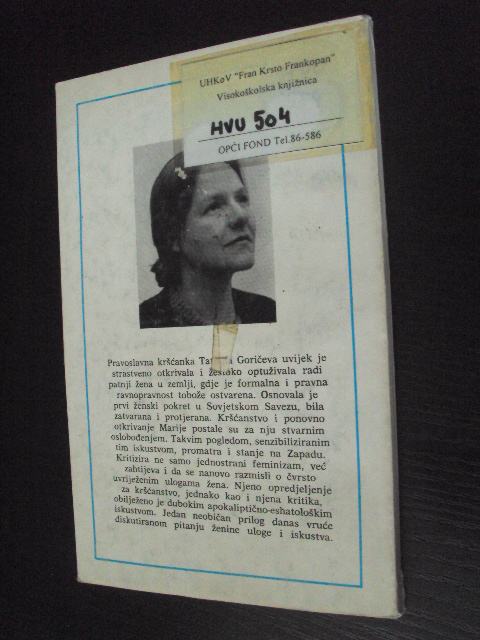 UHKoV "Fran Krsto Frankopan"
Visokoškolska knjižnica
HVU 504
OPĆI FOND Tel.86-586
Pravoslavna kršćanka Ta a Goričeva uvijek je
strastveno otkrivala i žestoko optuživala radi
patnji žena u zemlji, gdje je formalna i pravna
ravnopravnost tobože ostvarena. Osnovala je
prvi ženski pokret u Sovjetskom Savezu, bila
zatvarana i protjerana. Kršćanstvo i ponovno
otkrivanje Marije postale su za nju stvarnim
oslobođenjem. Takvim pogledom, senzibiliziranim
tim iskustvom, promatra i stanje na Zapadu.
Kritizira ne samo jednostrani feminizam, već
zahtijeva i da se nanovo razmisli o čvrsto
uvriježenim ulogama žena. Njeno opredjeljenje
za kršćanstvo, jednako kao i njena kritika,
obilježeno je dubokim apokaliptično-eshatološkim
iskustvom. Jedan neobičan prilog danas vruće
diskutiranom pitanju ženine uloge i iskustva.